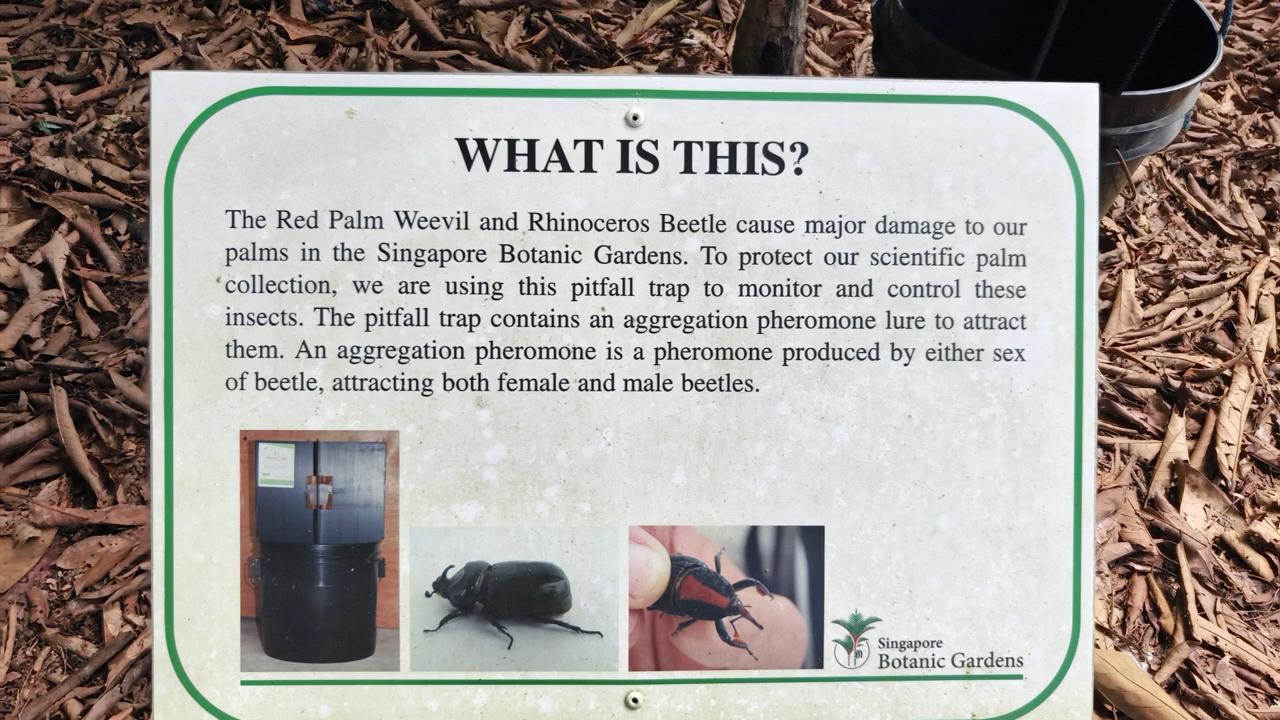 WHAT IS THIS?
The Red Palm Weevil and Rhinoceros Beetle cause major damage to our
palms in the Singapore Botanic Gardens. To protect our scientific palm
collection, we are using this pitfall trap to monitor and control these
insects. The pitfall trap contains an aggregation pheromone lure to attract
them. An aggregation pheromone is a pheromone produced by either sex
of beetle, attracting both female and male beetles.
Singapore
Botanic Gardens